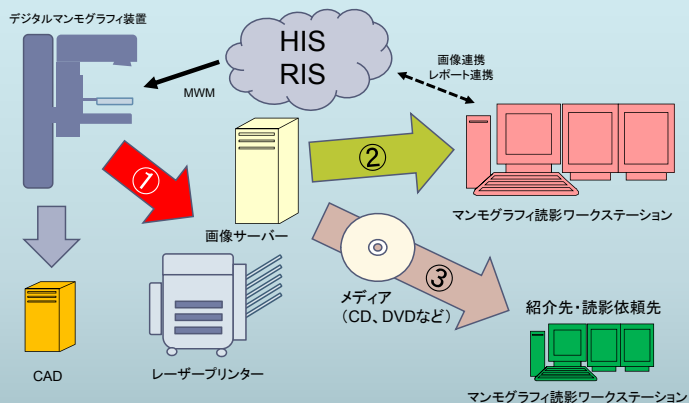 デジタルマンモグラフィ装置
HIS
RIS
画像連携
レポート連携
MWM
①
②
画像サーバー
マンモグラフィ読影ワークステーション
メディア
(CD、DVDなど)
③
紹介先・読影依頼先
CAD
レーザープリンター
マンモグラフィ読影ワークステーション